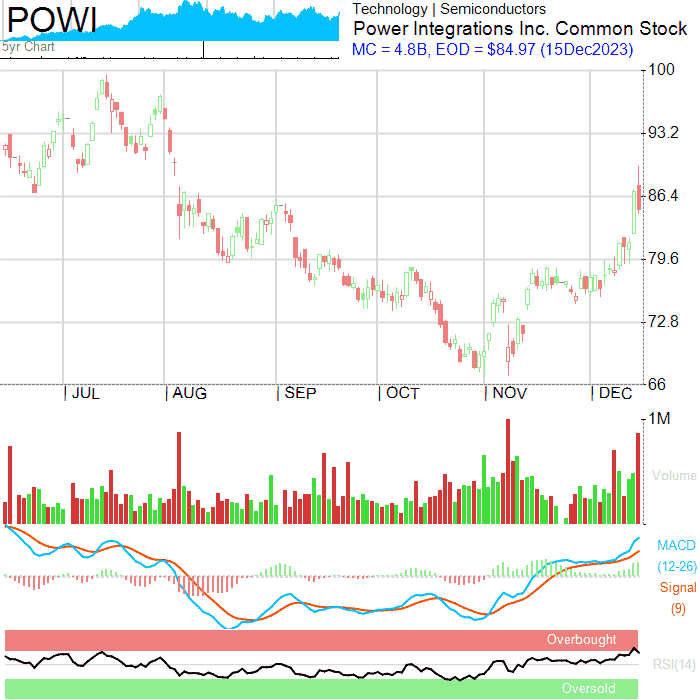 POWI
5yr Chart
Technology | Semiconductors
Power Integrations Inc. Common Stock
MC = 4.8B, EOD = $84.97 (15Dec2023)
100
93.2
86.4
79.6
72.8
66
| JUL | AUG | SEP | OCT | NOV | DEC
1M
Volume
MACD
(12-26)
Signal
(9)
Overbought
RSI(14)
Oversold